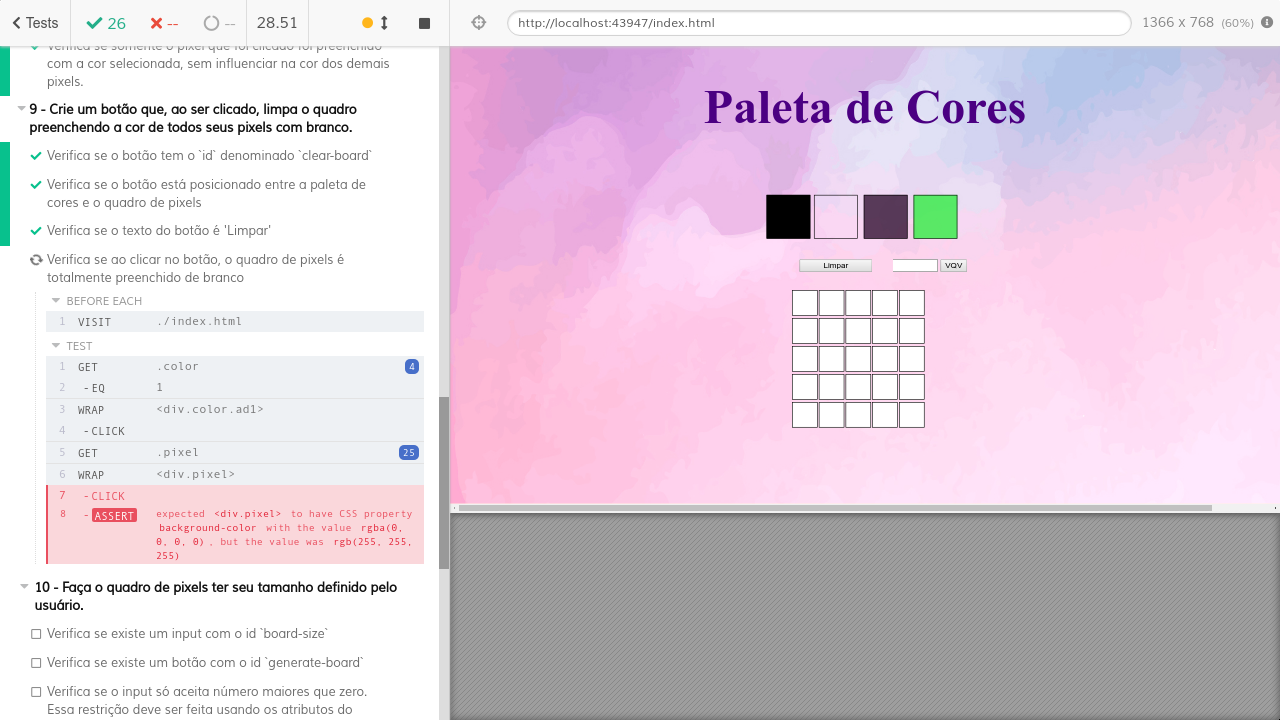 Tests
26
--
--
28.51
http://localhost:43947/index.html
1366 x 768 (60%)
Verifica se somente o pixel que foi clicado foi preenchido
com a cor selecionada, sem influenciar na cor dos demais
pixels.
9 - Crie um botão que, ao ser clicado, limpa o quadro
preenchendo a cor de todos seus pixels com branco.
Verifica se o botão tem o `id` denominado `clear-board`
Verifica se o botão está posicionado entre a paleta de
cores e o quadro de pixels
Verifica se o texto do botão é 'Limpar'
Verifica se ao clicar no botão, o quadro de pixels é
totalmente preenchido de branco
BEFORE EACH
1 VISIT ./index.html
TEST
1 GET .color 4
2 -EQ 1
3 WRAP <div.color.ad1>
4 -CLICK
5 GET .pixel 25
6 WRAP <div.pixel>
7 -CLICK
8 -ASSERT expected <div.pixel> to have CSS property
background-color with the value rgba(0,
0, 0, 0) , but the value was rgb(255, 255,
255)
10 - Faça o quadro de pixels ter seu tamanho definido pelo
usuário.
Verifica se existe um input com o id `board-size`
Verifica se existe um botão com o id `generate-board`
Verifica se o input só aceita número maiores que zero.
Essa restrição deve ser feita usando os atributos do
Paleta de Cores
Limpar
VQV